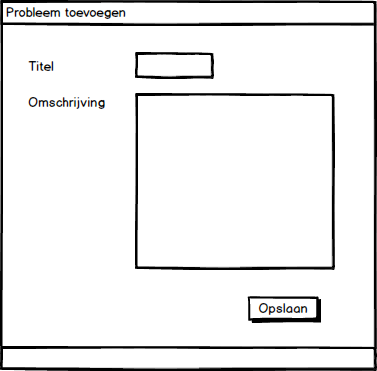 Probleem toevoegen
Titel
Omschrijving
Opslaan